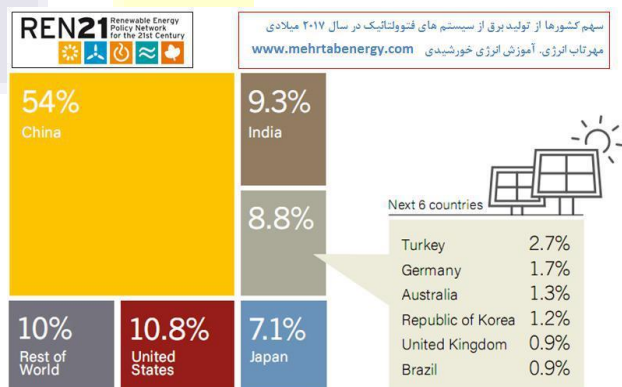 REN21 Renewable Energy
Policy Network
for the 21st Century
سهم کشورها از تولید برق از سیستم های فتوولتائیک در سال ۲۰۱۷ میلادی
مهرتاب انرژی. آموزش انرژی خورشیدی www.mehrtabenergy.com
54%
China
9.3%
India
8.8%
10%
Rest of
World
10.8%
United
States
7.1%
Japan
Next 6 countries
Turkey 2.7%
Germany 1.7%
Australia 1.3%
Republic of Korea 1.2%
United Kingdom 0.9%
Brazil 0.9%